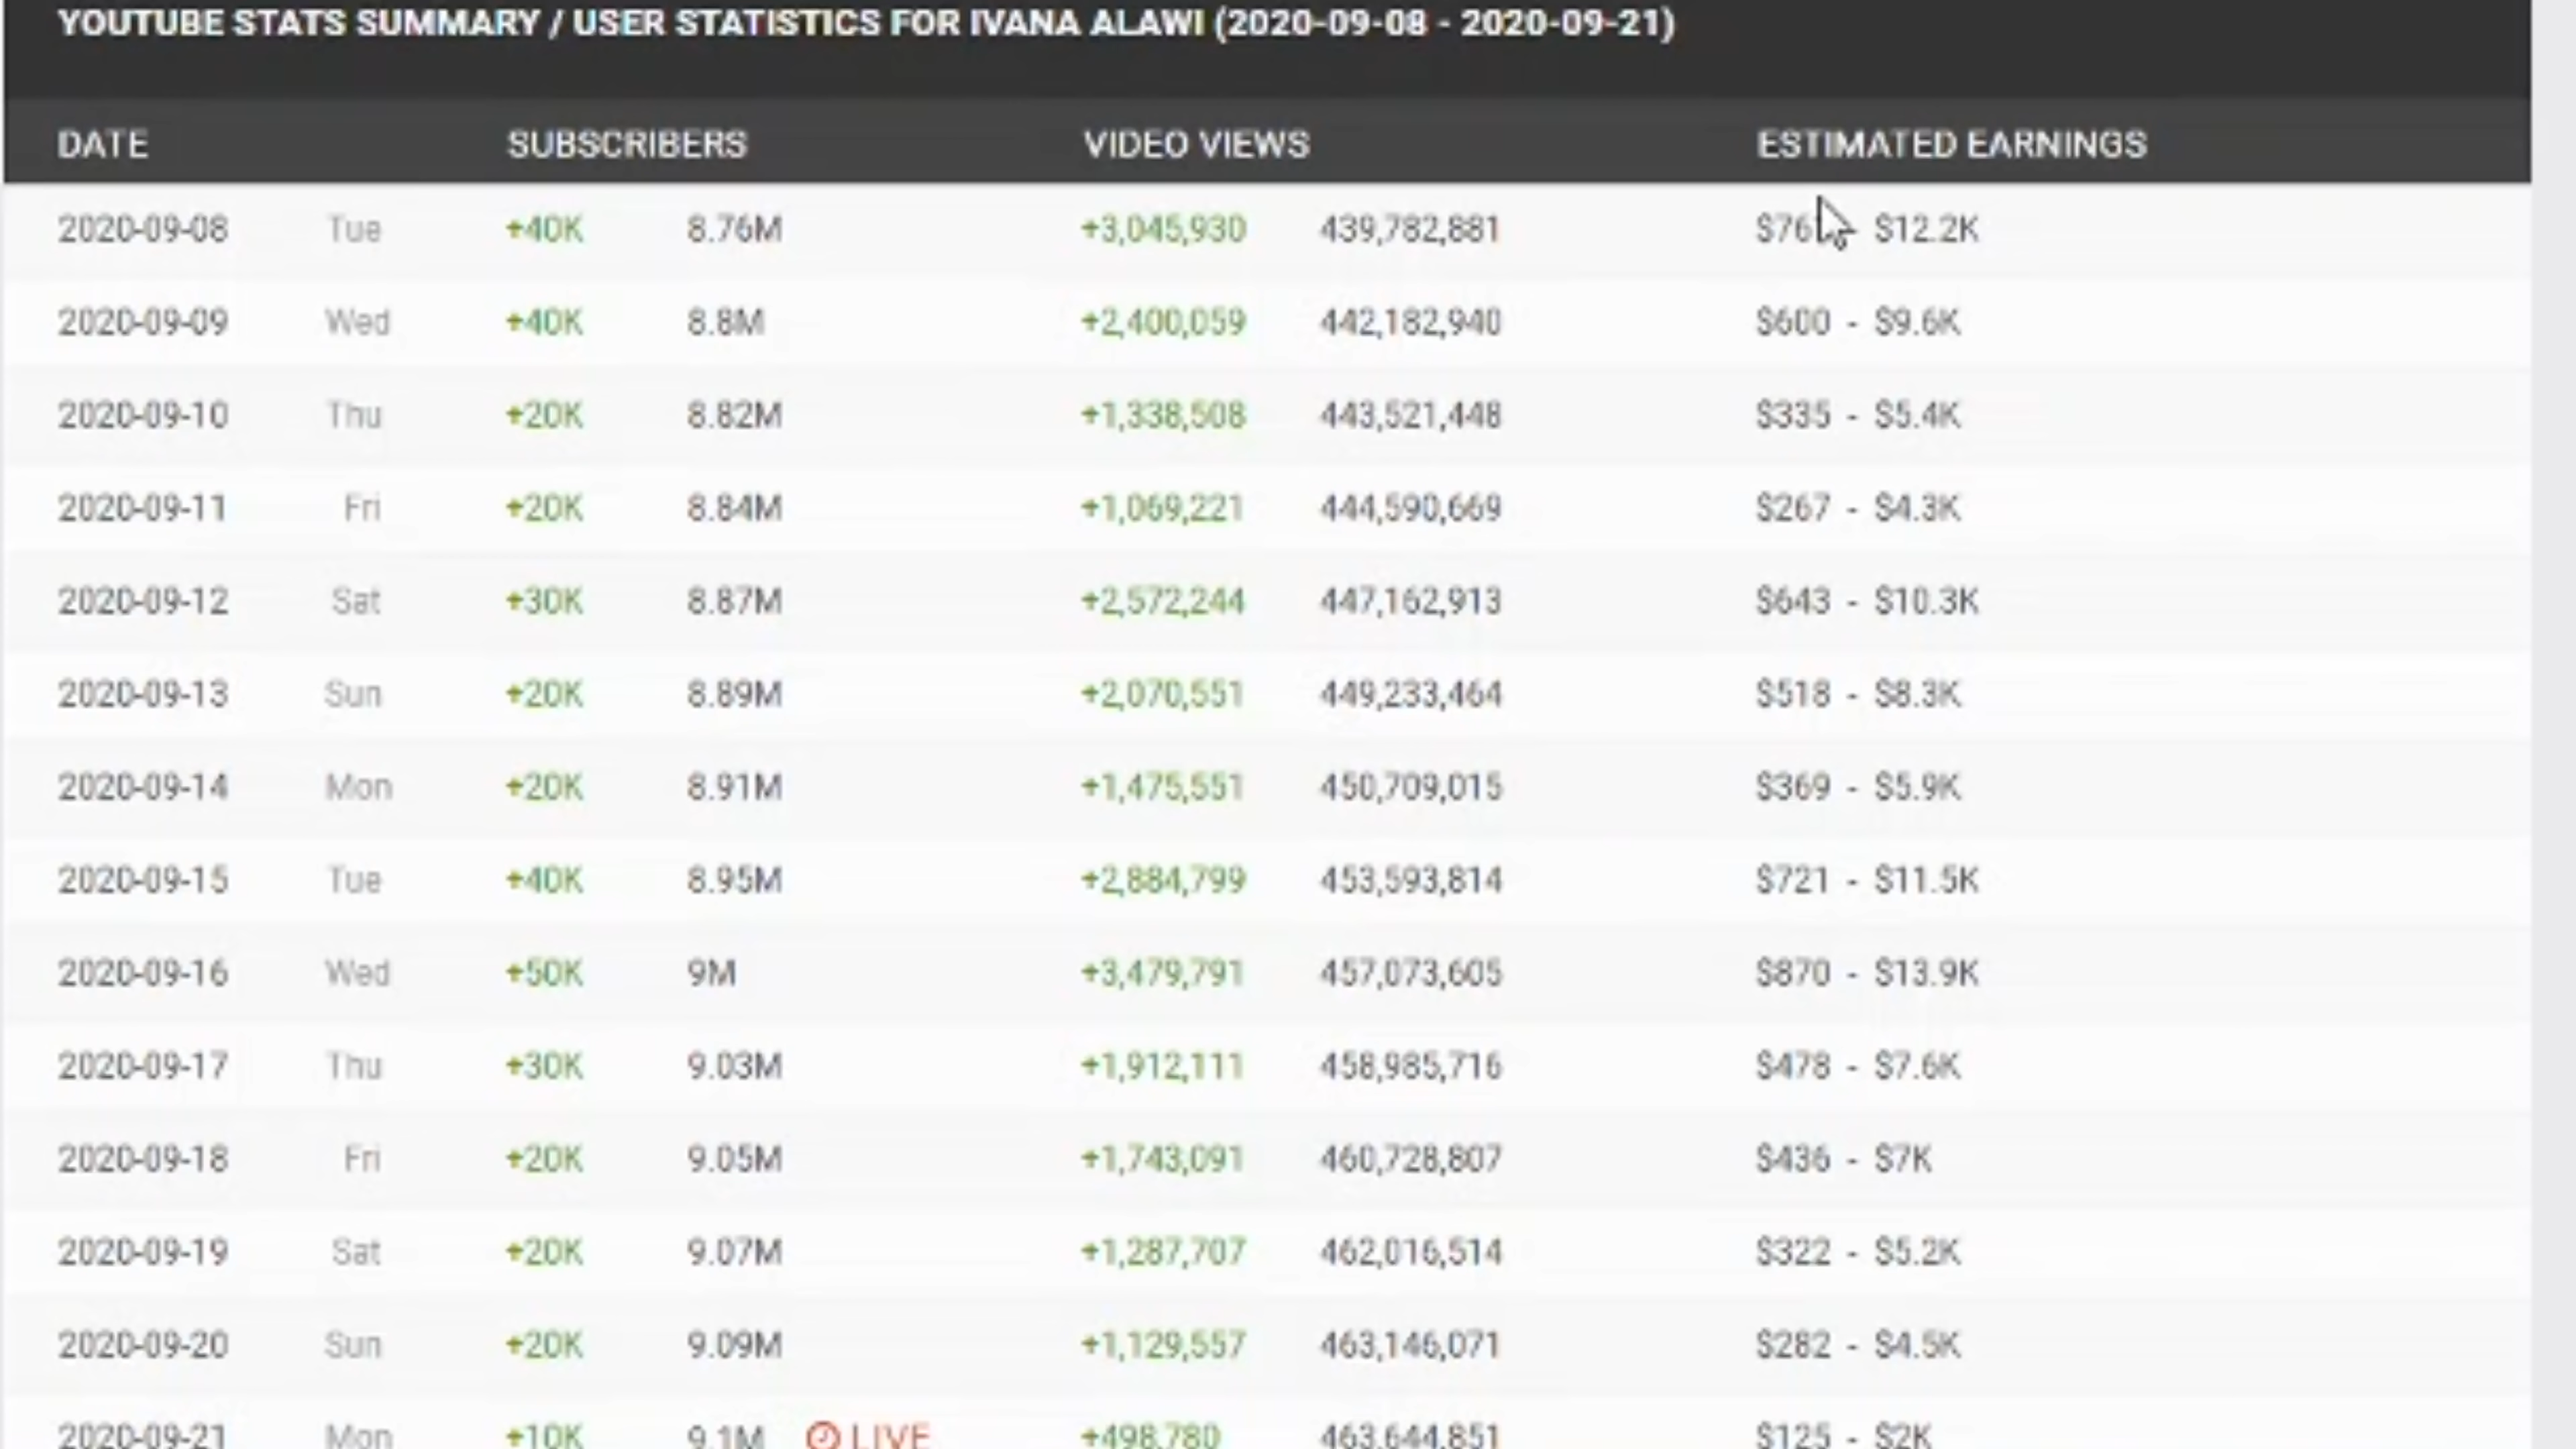 YOUTUBE STATS SUMMARY / USER STATISTICS FOR IVANA ALAWI (2020-09-08 - 2020-09-21)
DATE SUBSCRIBERS VIDEO VIEWS ESTIMATED EARNINGS
2020-09-08 Tue +40K 8.76M +3,045,930 439,782,881 $12.2K
2020-09-09 Wed +40K 8.8M +2,400,059 442,182,940 $600 - $9.6K
2020-09-10 Thu +20K 8.82M +1,338,508 443,521,448 $335 - $5.4K
2020-09-11 Fri +20K 8.84M +1,069,221 444,590,669 $267 - $4.3K
2020-09-12 Sat +30K 8.87M +2,572,244 447,162,913 $643 - $10.3K
2020-09-13 Sun +20K 8.89M +2,070,551 449,233,464 $518 - $8.3K
2020-09-14 Mon +20K 8.91M +1,475,551 450,709,015 $369 - $5.9K
2020-09-15 Tue +40K 8.95M +2,884,799 453,593,814 $721 - $11.5K
2020-09-16 Wed +50K 9M +3,479,791 457,073,605 $870 - $13.9K
2020-09-17 Thu +30K 9.03M +1,912,111 458,985,716 $478 - $7.6K
2020-09-18 Fri +20K 9.05M +1,743,091 460,728,807 $436 - $7K
2020-09-19 Sat +20K 9.07M +1,287,707 462,016,514 $322 - $5.2K
2020-09-20 Sun +20K 9.09M +1,129,557 463,146,071 $282 - $4.5K
2020-09-21 Mon +10K 9.1M LIVE +498,780 463,644,851 $125 - $2K